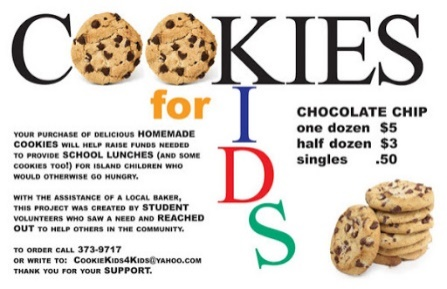 COOKIES
for
KIDS
CHOCOLATE CHIP
one dozen $5
half dozen $3
singles .50
YOUR PURCHASE OF DELICIOUS HOMEMADE
COOKIES WILL HELP RAISE FUNDS NEEDED
TO PROVIDE SCHOOL LUNCHES (AND SOME
COOKIES TOO!) FOR ISLAND CHILDREN WHO
WOULD OTHERWISE GO HUNGRY.
WITH THE ASSISTANCE OF A LOCAL BAKER,
THIS PROJECT WAS CREATED BY STUDENT
VOLUNTEERS WHO SAW A NEED AND REACHED
OUT TO HELP OTHERS IN THE COMMUNITY.
TO ORDER CALL 373-9717
OR WRITE TO: COOKIEKIDS4KIDS@YAHOO.COM
THANK YOU FOR YOUR SUPPORT.